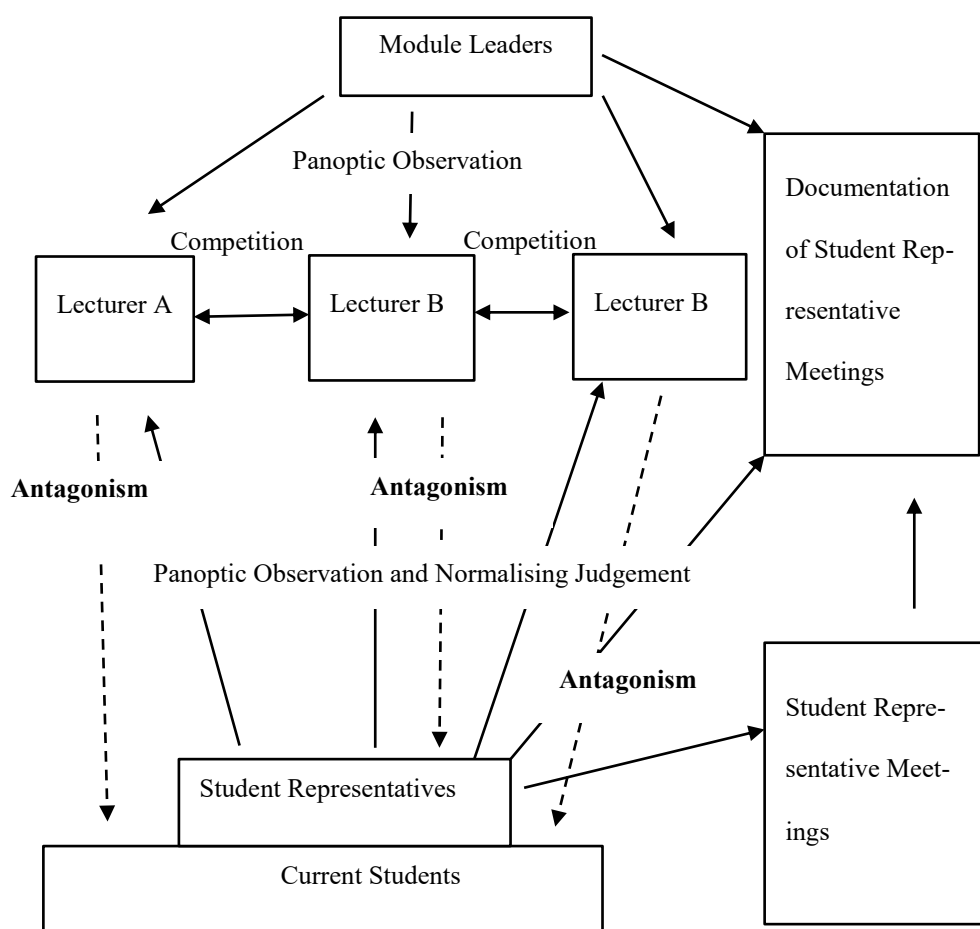 Module Leaders
Panoptic Observation
Competition
Competition
Lecturer A
Lecturer B
Lecturer B
Documentation
of Student Rep-
resentative
Meetings
Antagonism
Antagonism
Panoptic Observation and Normalising Judgement
Antagonism
Student Representatives
Current Students
Student Repre-
sentative Meet-
ings